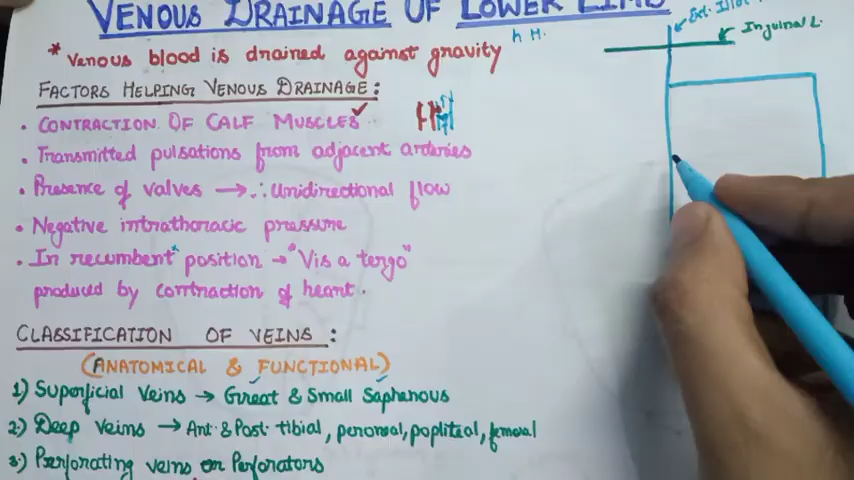 VENOUS DRAINAGE OF LOWER LIMB
Ext. Iliac
Inguinal L.
* Venous blood is drained against gravity
h M.
FACTORS HELPING VENOUS DRAINAGE:
• CONTRACTION OF CALF MUSCLES ✓
• Transmitted pulsations from adjacent arteries
• Presence of valves → ∴ Unidirectional flow
• Negative intrathoracic pressure
• In recumbent* position → "Vis a tergo"
produced by contraction of heart.
CLASSIFICATION OF VEINS :
(ANATOMICAL & FUNCTIONAL)
1) Superficial Veins → Great & Small Saphenous
2) Deep Veins → Ant. & Post. tibial, peroneal, popliteal, femoral
3) Perforating veins or Perforators